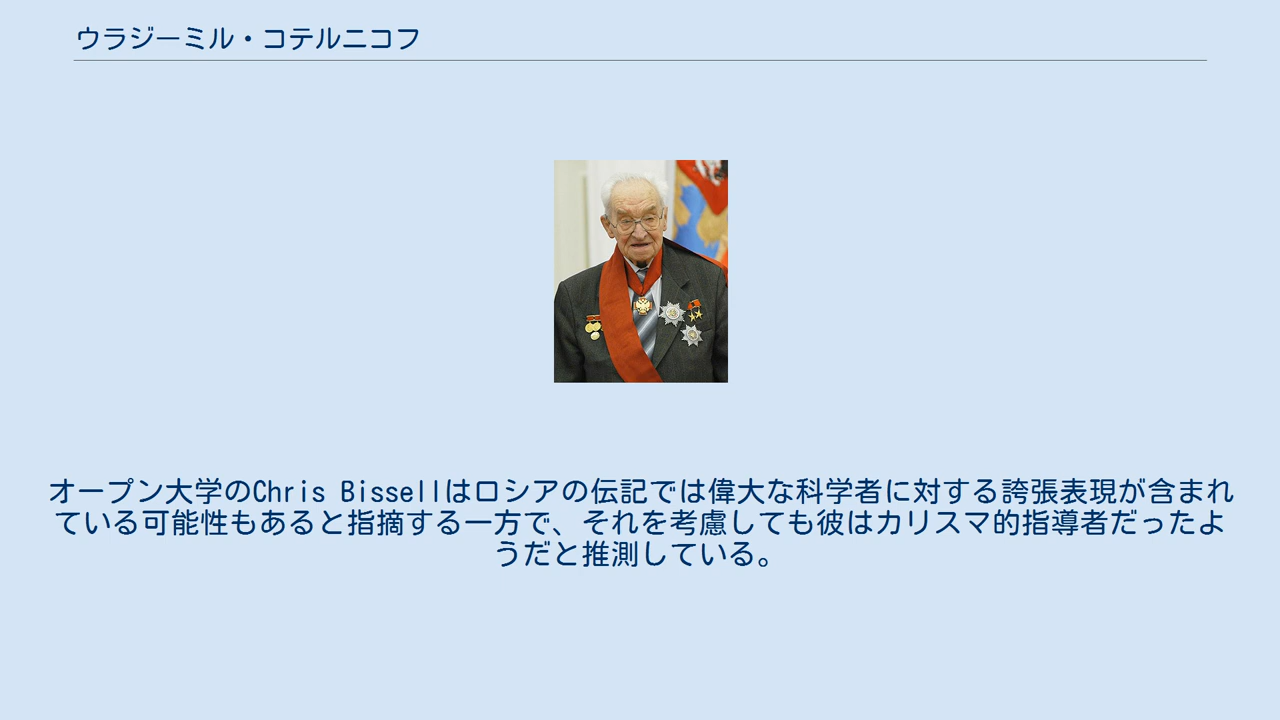 ウラジーミル・コテルニコフ
オープン大学のChris Bissellはロシアの伝記では偉大な科学者に対する誇張表現が含まれ
ている可能性もあると指摘する一方で、それを考慮しても彼はカリスマ的指導者だったよ
うだと推測している。